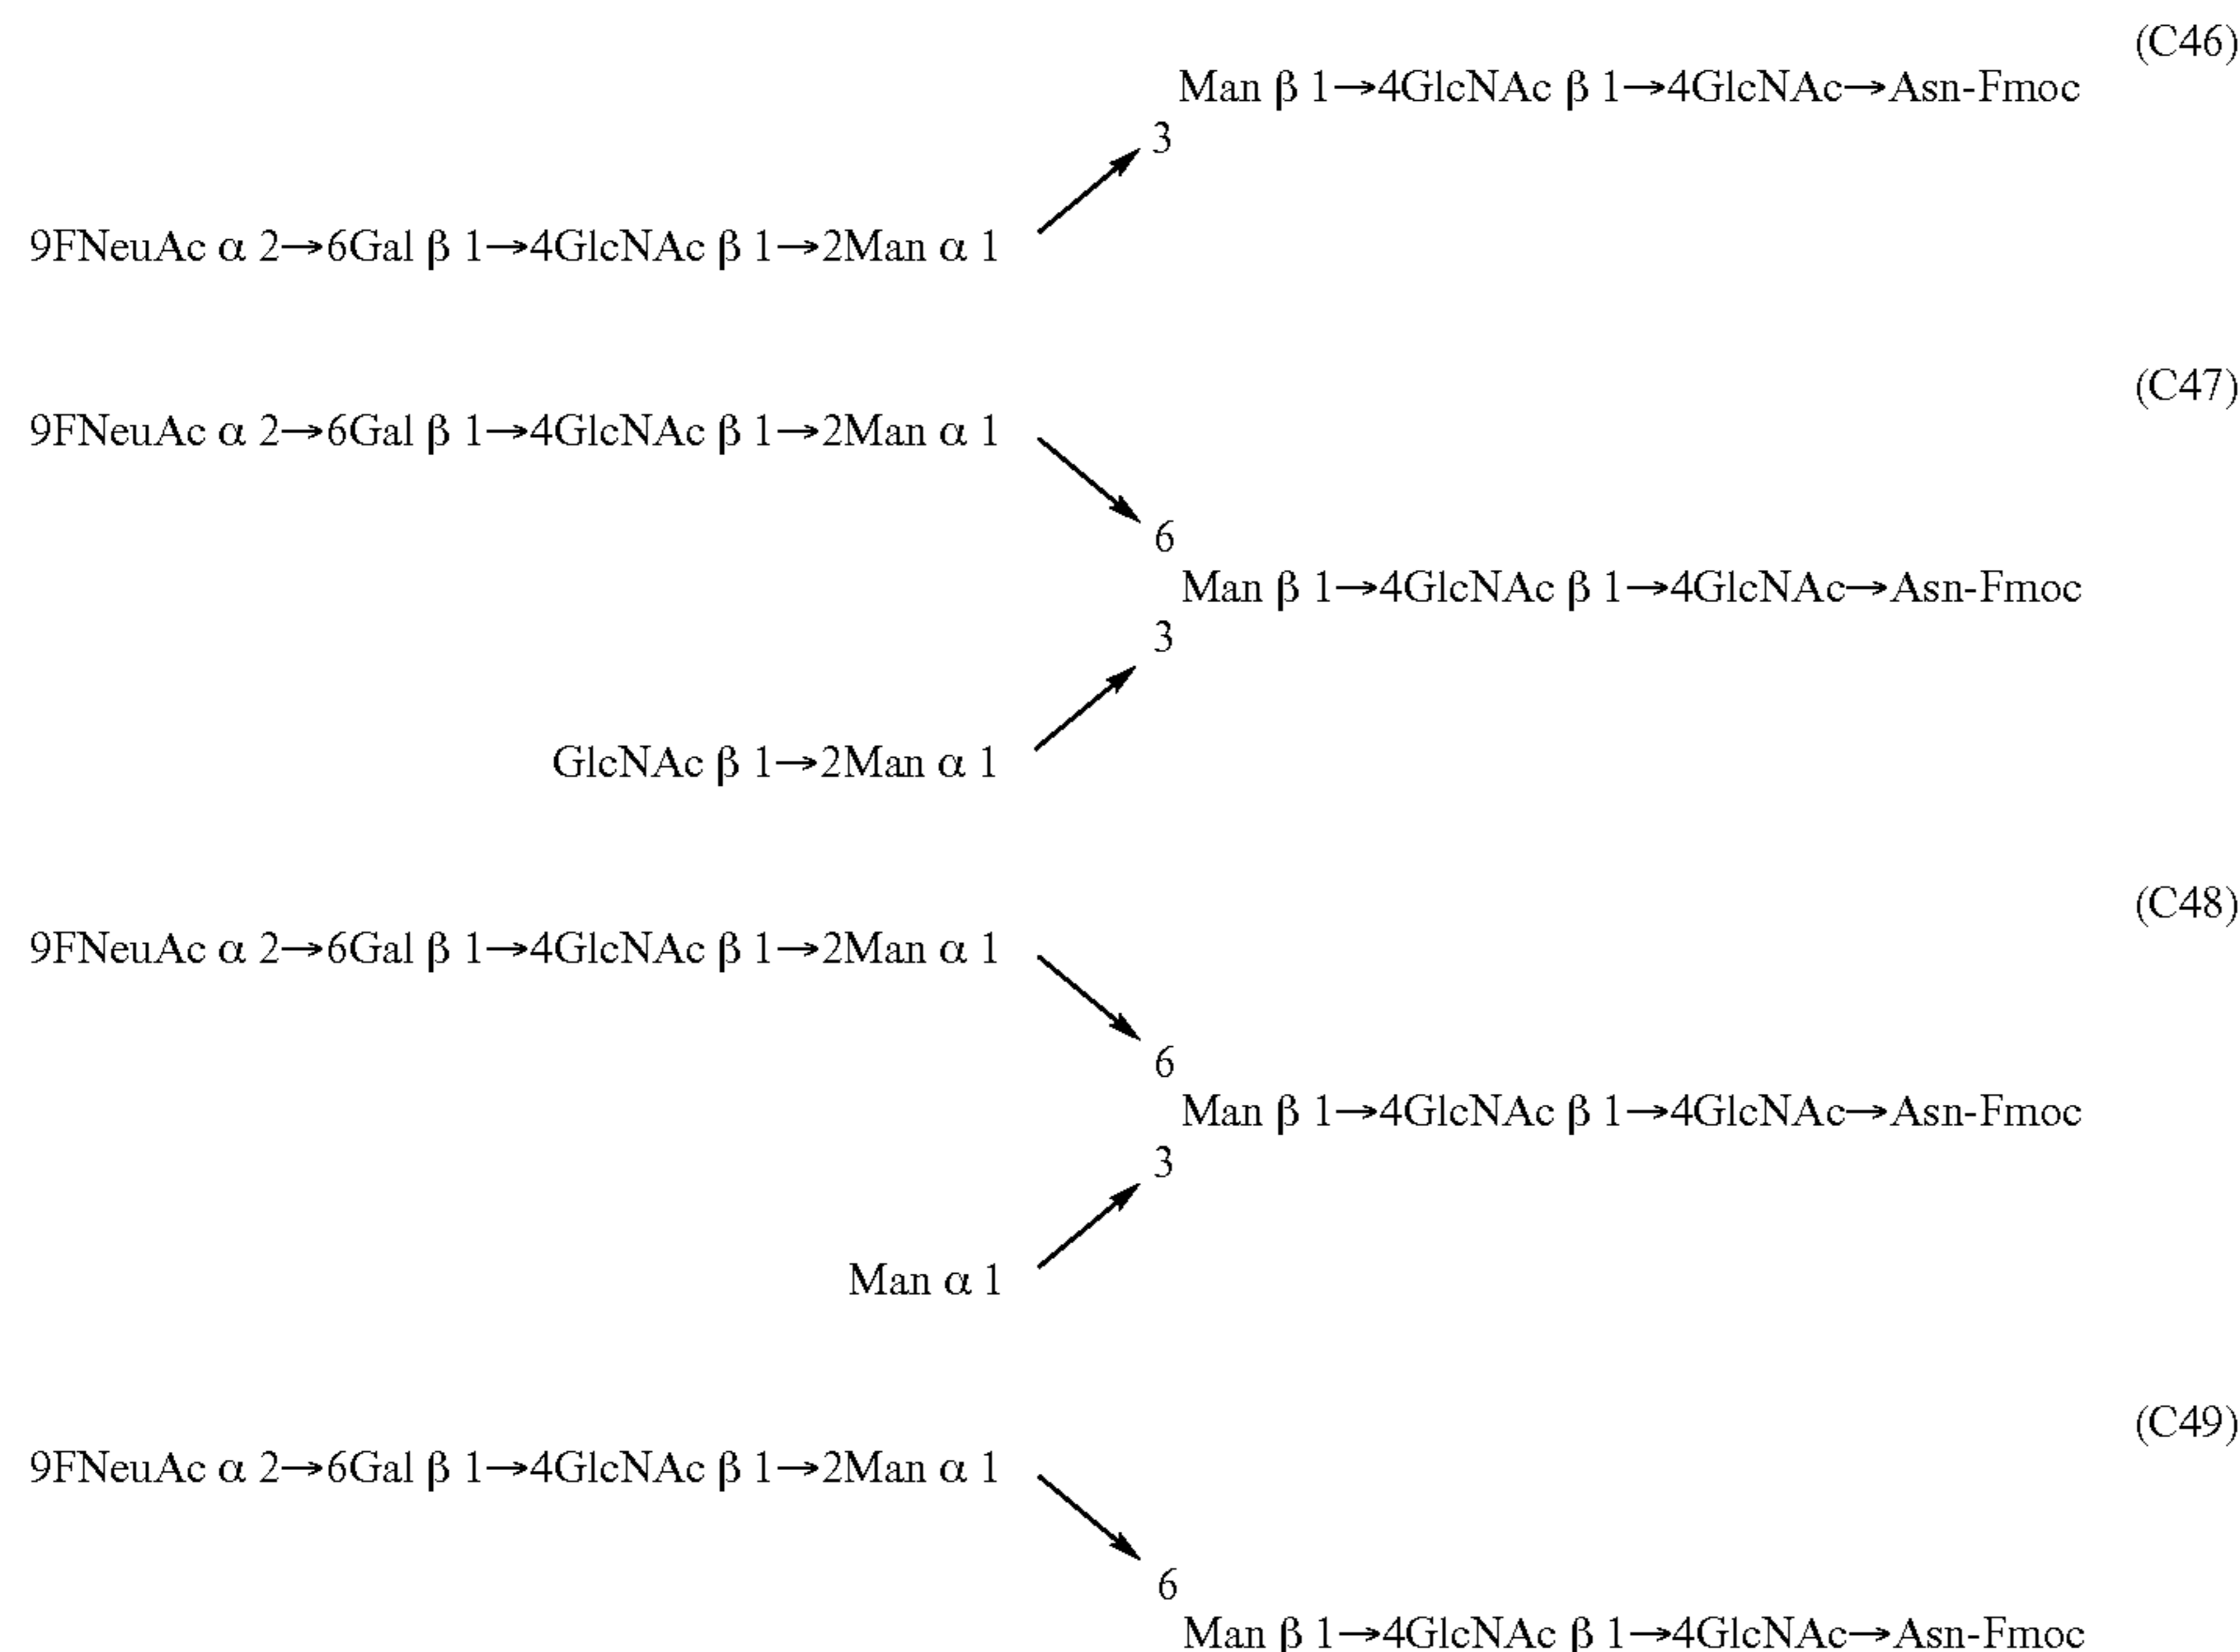 (C46)
Man β 1→4GlcNAc β 1→4GlcNAc→Asn-Fmoc
3
9FNeuAc α 2→6Gal β 1→4GlcNAc β 1→2Man α 1
(C47)
9FNeuAc α 2→6Gal β 1→4GlcNAc β 1→2Man α 1
6
Man β 1→4GlcNAc β 1→4GlcNAc→Asn-Fmoc
3
GlcNAc β 1→2Man α 1
(C48)
9FNeuAc α 2→6Gal β 1→4GlcNAc β 1→2Man α 1
6
Man β 1→4GlcNAc β 1→4GlcNAc→Asn-Fmoc
3
Man α 1
(C49)
9FNeuAc α 2→6Gal β 1→4GlcNAc β 1→2Man α 1
6
Man β 1→4GlcNAc β 1→4GlcNAc→Asn-Fmoc